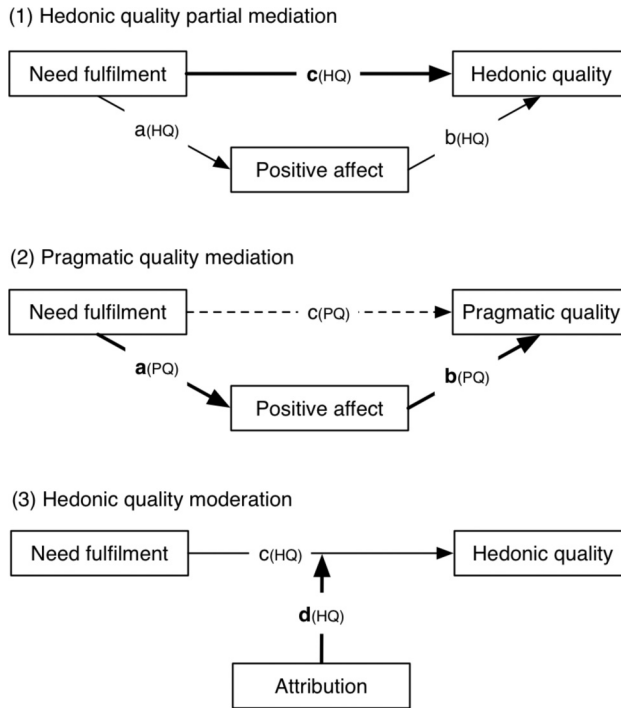 (1) Hedonic quality partial mediation
Need fulfilment
c(HQ)
Hedonic quality
a(HQ)
b(HQ)
Positive affect
(2) Pragmatic quality mediation
Need fulfilment
c(PQ)
Pragmatic quality
a(PQ)
b(PQ)
Positive affect
(3) Hedonic quality moderation
Need fulfilment
c(HQ)
Hedonic quality
d(HQ)
Attribution